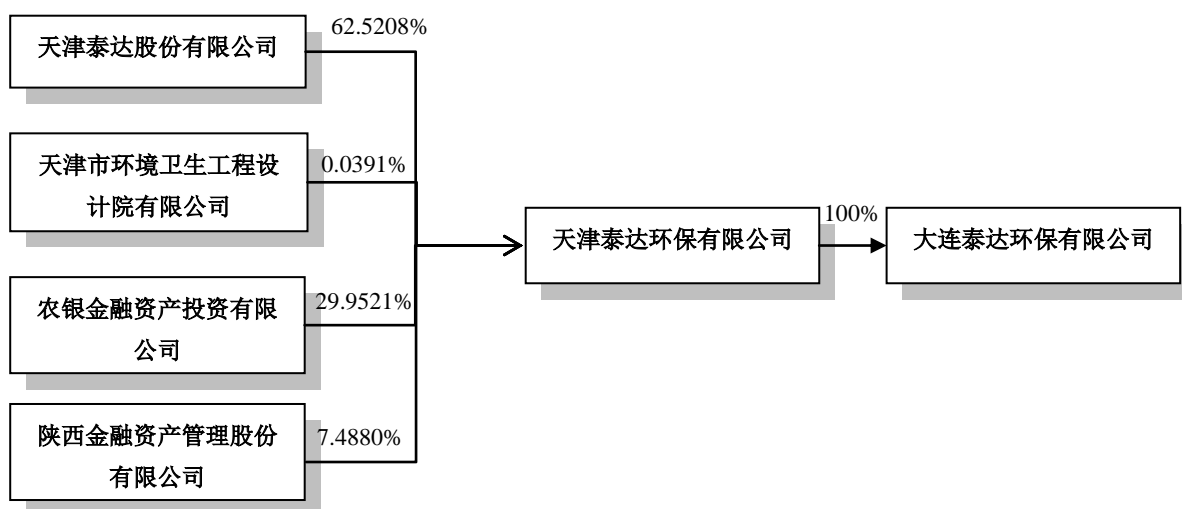 天津泰达股份有限公司
62.5208%
天津市环境卫生工程设
计院有限公司
0.0391%
农银金融资产投资有限
公司
29.9521%
陕西金融资产管理股份
有限公司
7.4880%
天津泰达环保有限公司
100%
大连泰达环保有限公司